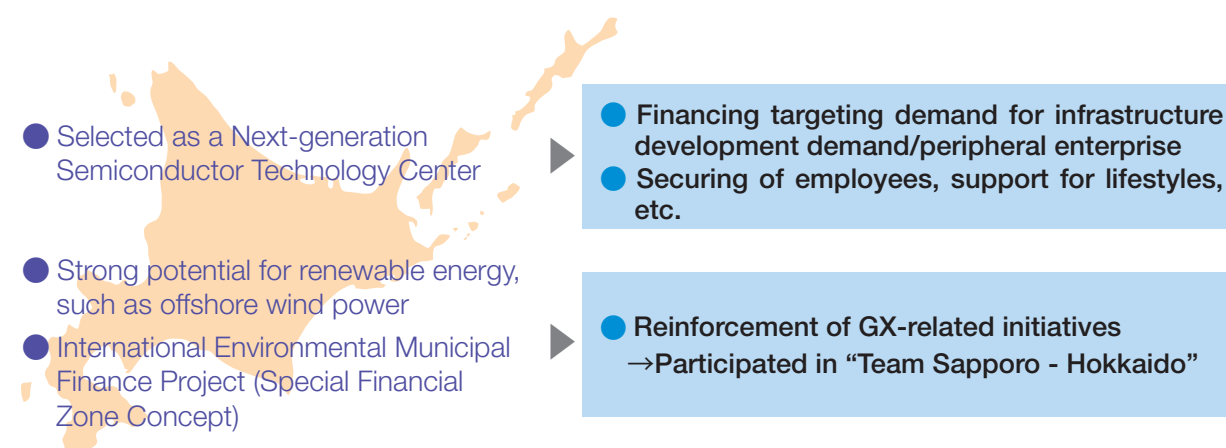 ● Selected as a Next-generation
Semiconductor Technology Center
● Financing targeting demand for infrastructure
development demand/peripheral enterprise
● Securing of employees, support for lifestyles,
etc.
● Strong potential for renewable energy,
such as offshore wind power
● International Environmental Municipal
Finance Project (Special Financial
Zone Concept)
● Reinforcement of GX-related initiatives
→Participated in “Team Sapporo - Hokkaido”